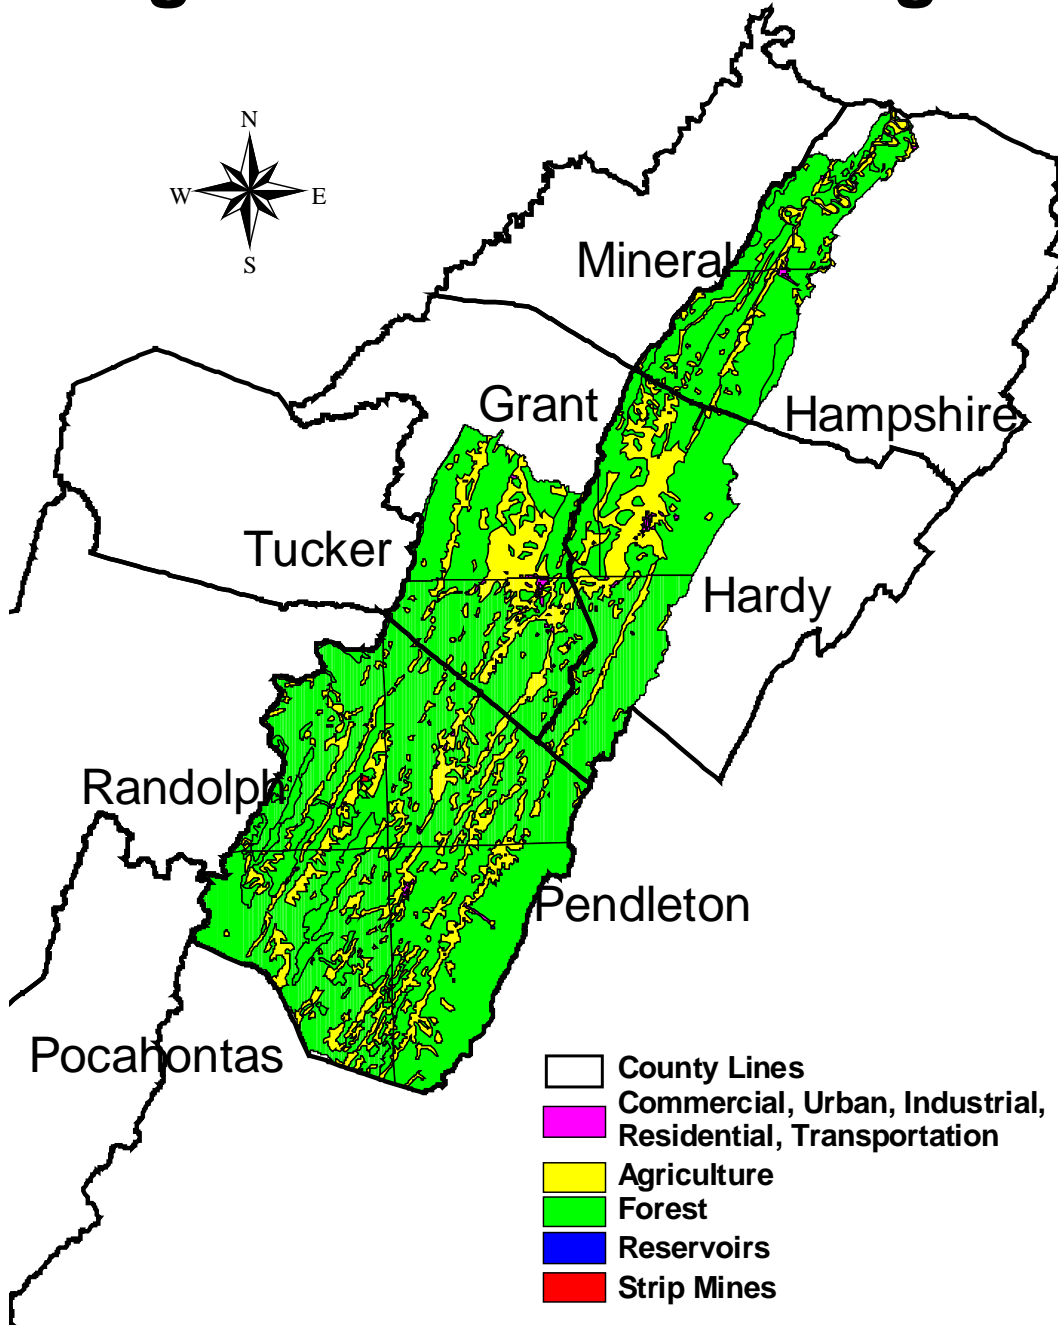 N
W E
S
Mineral
Grant
Hampshire
Tucker
Hardy
Randolph
Pendleton
Pocahontas
County Lines
Commercial, Urban, Industrial,
Residential, Transportation
Agriculture
Forest
Reservoirs
Strip Mines